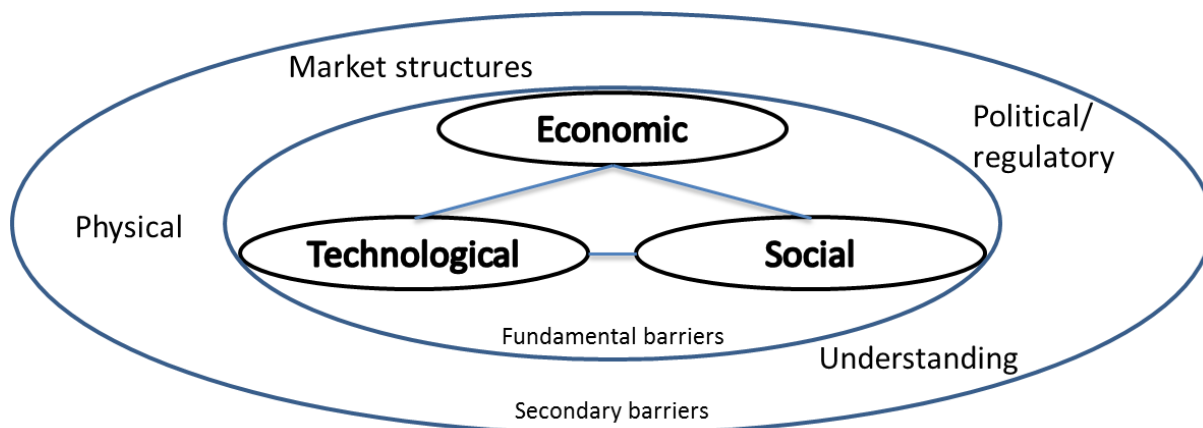 Market structures
Economic
Political/
regulatory
Physical
Technological
Social
Fundamental barriers
Understanding
Secondary barriers